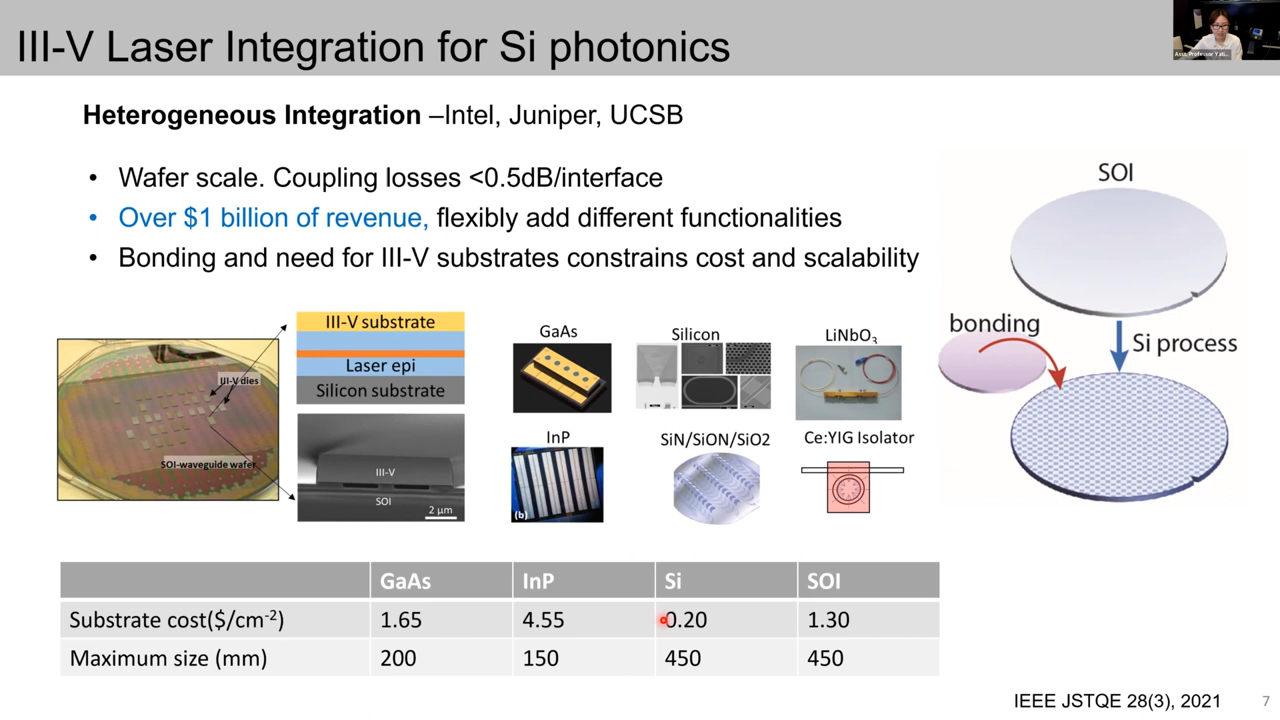 III-V Laser Integration for Si photonics
Heterogeneous Integration –Intel, Juniper, UCSB
• Wafer scale. Coupling losses <0.5dB/interface
• Over $1 billion of revenue, flexibly add different functionalities
• Bonding and need for III-V substrates constrains cost and scalability
SOI
bonding
Si process
III-V dies
SOI-waveguide wafer
III-V substrate
Laser epi
Silicon substrate
III-V
SOI
2 μm
GaAs
Silicon
LiNbO3
InP
SiN/SiON/SiO2
Ce:YIG Isolator
(b)
GaAs InP Si SOI
Substrate cost($/cm-2) 1.65 4.55 0.20 1.30
Maximum size (mm) 200 150 450 450
IEEE JSTQE 28(3), 2021
7